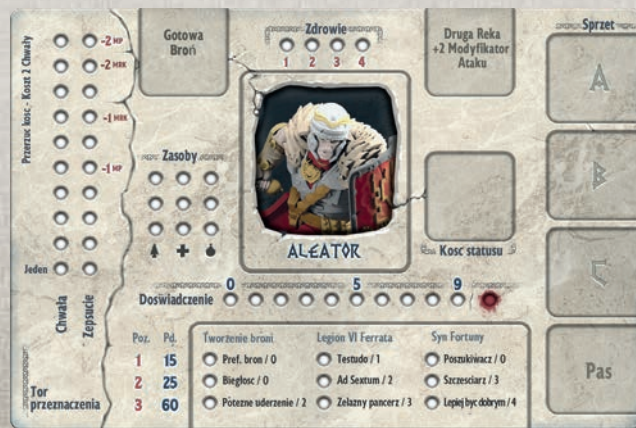 Przerzuc kosc - Koszt 2 Chwały
-2 MP
-2 MRK
-1 MRK
-1 MP
Jeden
Chwała
Zepsucie
Tor
przeznaczenia
Gotowa
Broń
Zdrowie
1 2 3 4
Druga Reka
+2 Modyfikator
Ataku
Sprzet
A
B
C
Pas
Zasoby
ALEATOR
Kosc statusu
0 5 9
Doświadczenie
Poz. Pd.
1 15
2 25
3 60
Tworżenie broni
Pref. bron / 0
Biegłosc / 0
Potezne uderzenie / 2
Legion VI Ferrata
Testudo / 1
Ad Sextum / 2
Zelazny pancerz / 3
Syn Fortuny
Poszukiwacz / 0
Szczesciarz / 3
Lepiej byc dobrym / 4